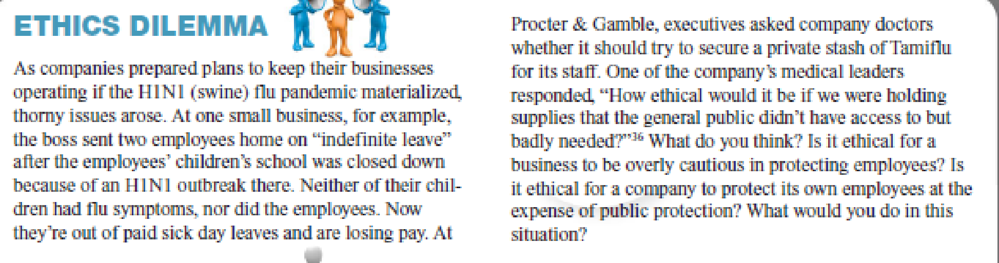 ETHICS DILEMMA
As companies prepared plans to keep their businesses
operating if the H1N1 (swine) flu pandemic materialized,
thorny issues arose. At one small business, for example,
the boss sent two employees home on “indefinite leave”
after the employees’ children’s school was closed down
because of an H1N1 outbreak there. Neither of their chil-
dren had flu symptoms, nor did the employees. Now
they’re out of paid sick day leaves and are losing pay. At
Procter & Gamble, executives asked company doctors
whether it should try to secure a private stash of Tamiflu
for its staff. One of the company’s medical leaders
responded, “How ethical would it be if we were holding
supplies that the general public didn’t have access to but
badly needed?”36 What do you think? Is it ethical for a
business to be overly cautious in protecting employees? Is
it ethical for a company to protect its own employees at the
expense of public protection? What would you do in this
situation?